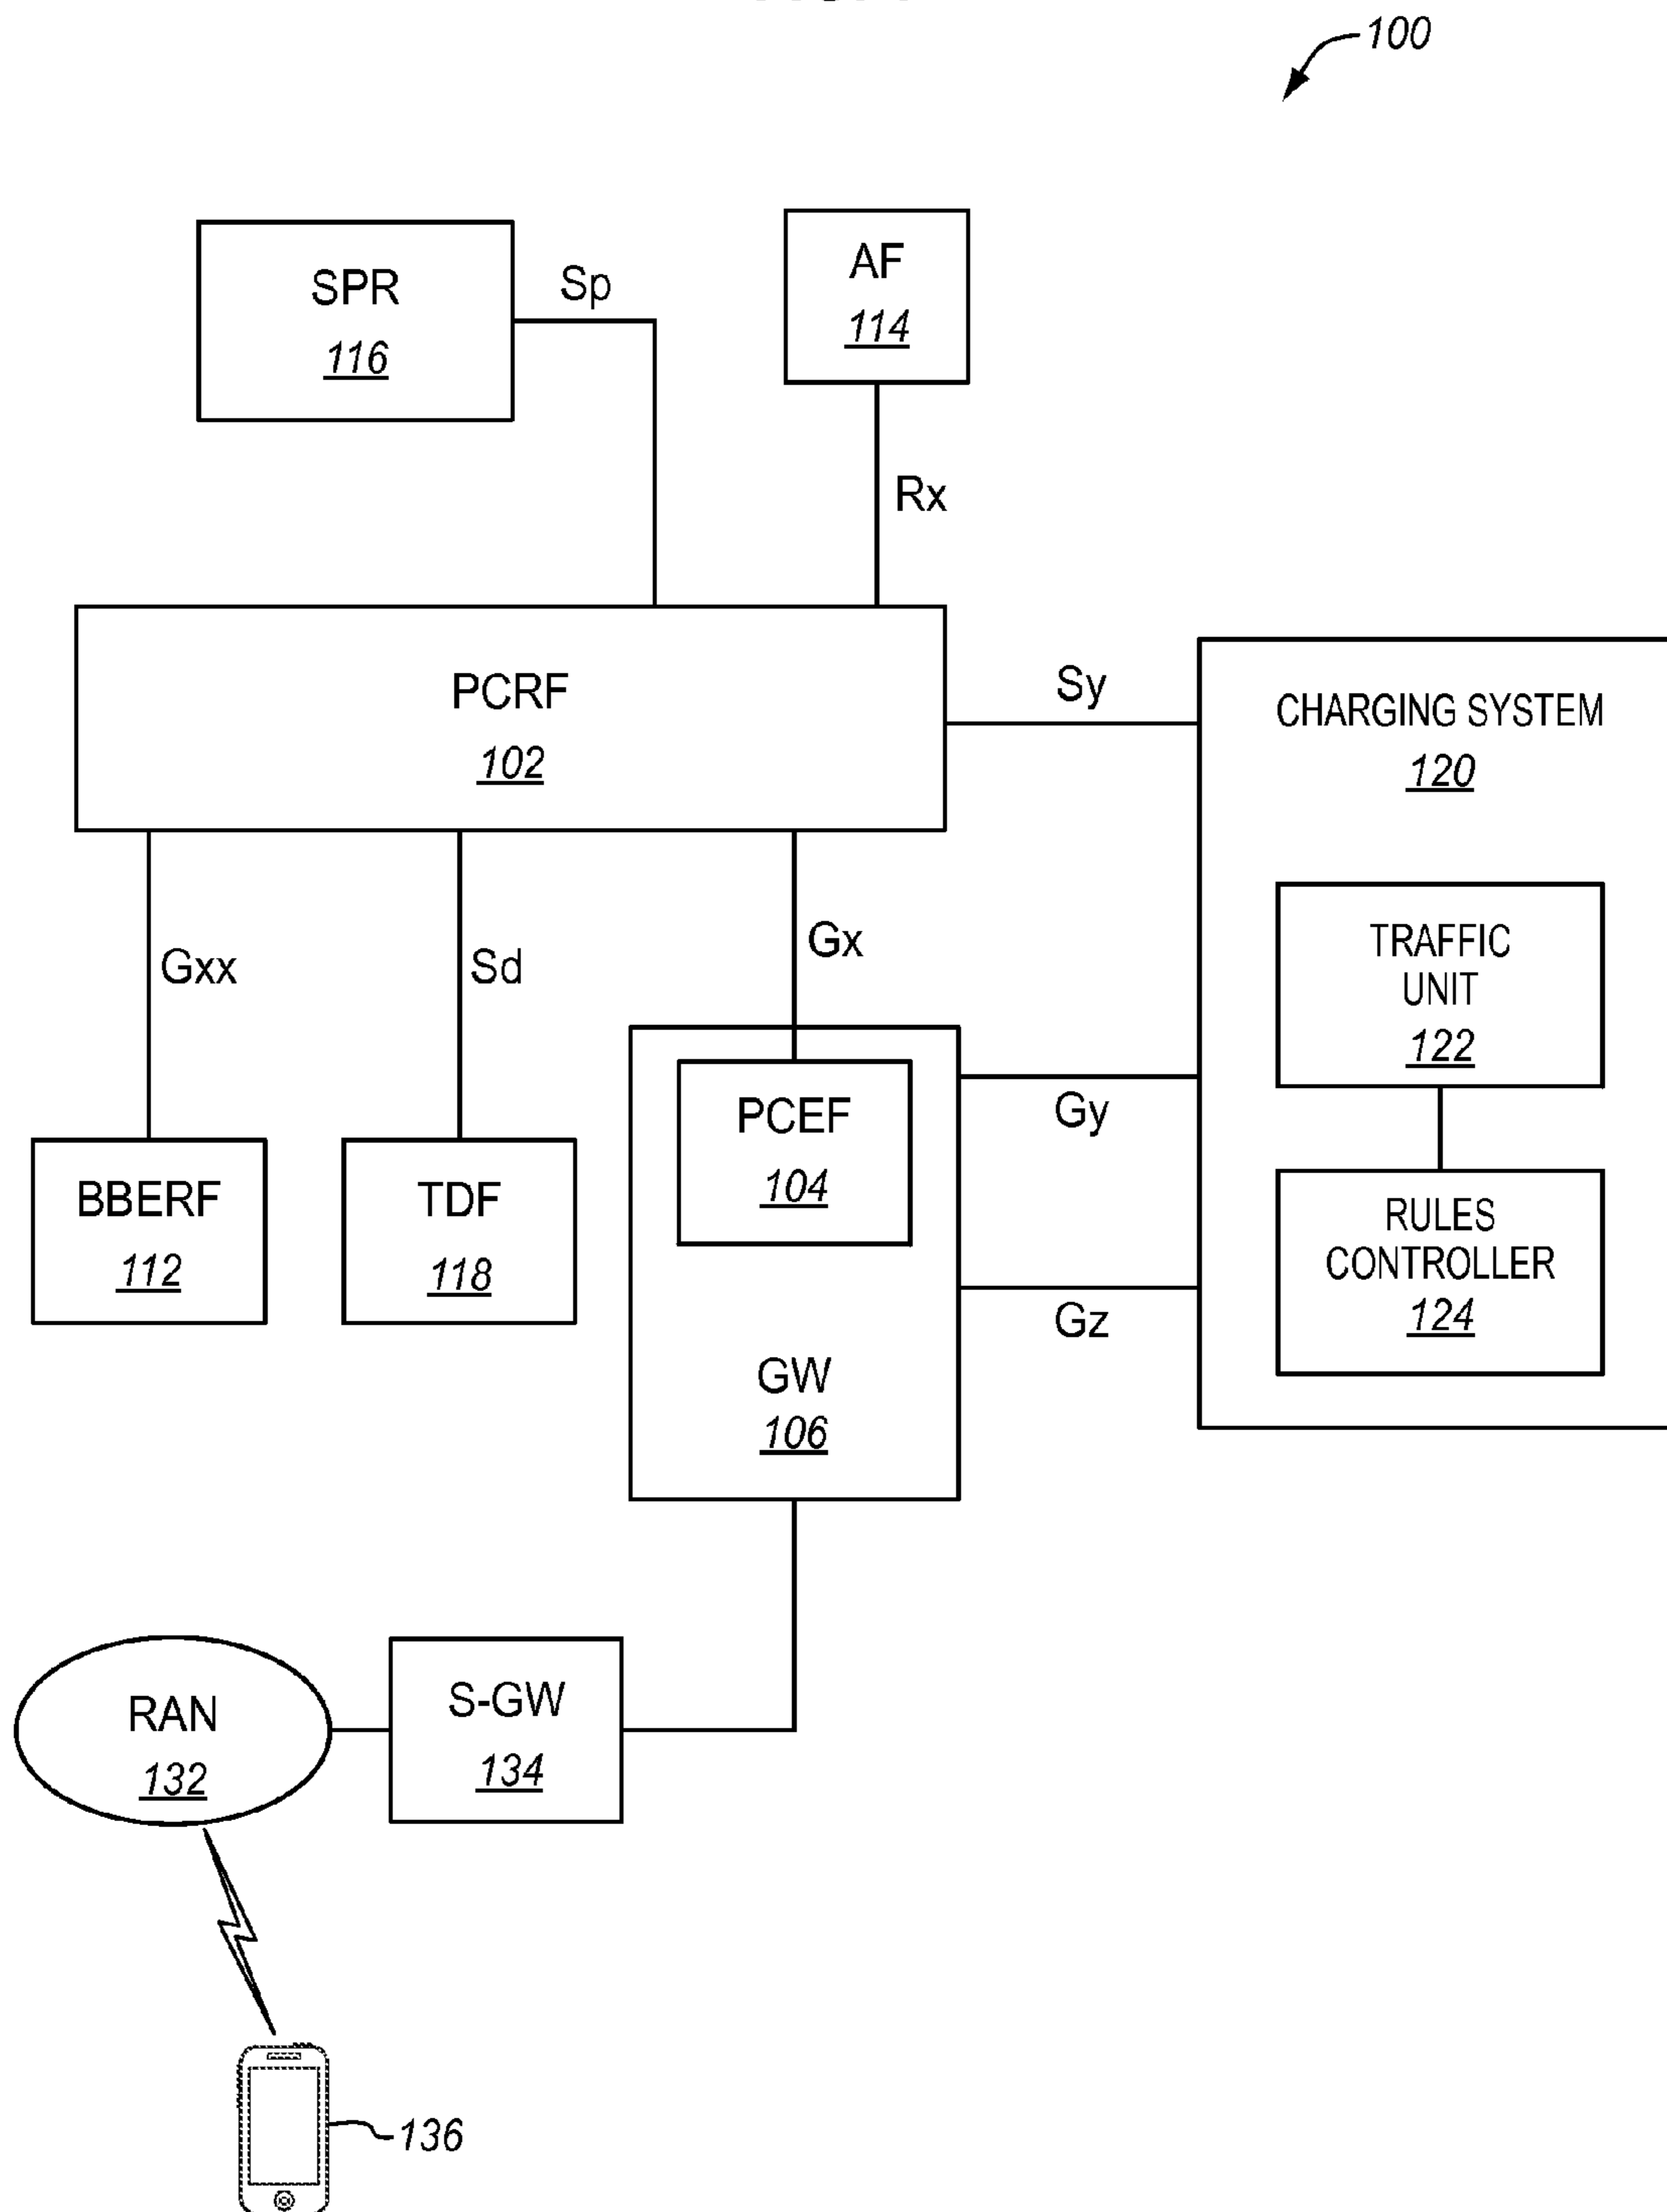 100
SPR
116
Sp
AF
114
Rx
PCRF
102
Sy
CHARGING SYSTEM
120
Gxx
Sd
Gx
TRAFFIC
UNIT
122
BBERF
112
TDF
118
PCEF
104
GW
106
Gy
Gz
RULES
CONTROLLER
124
RAN
132
S-GW
134
136